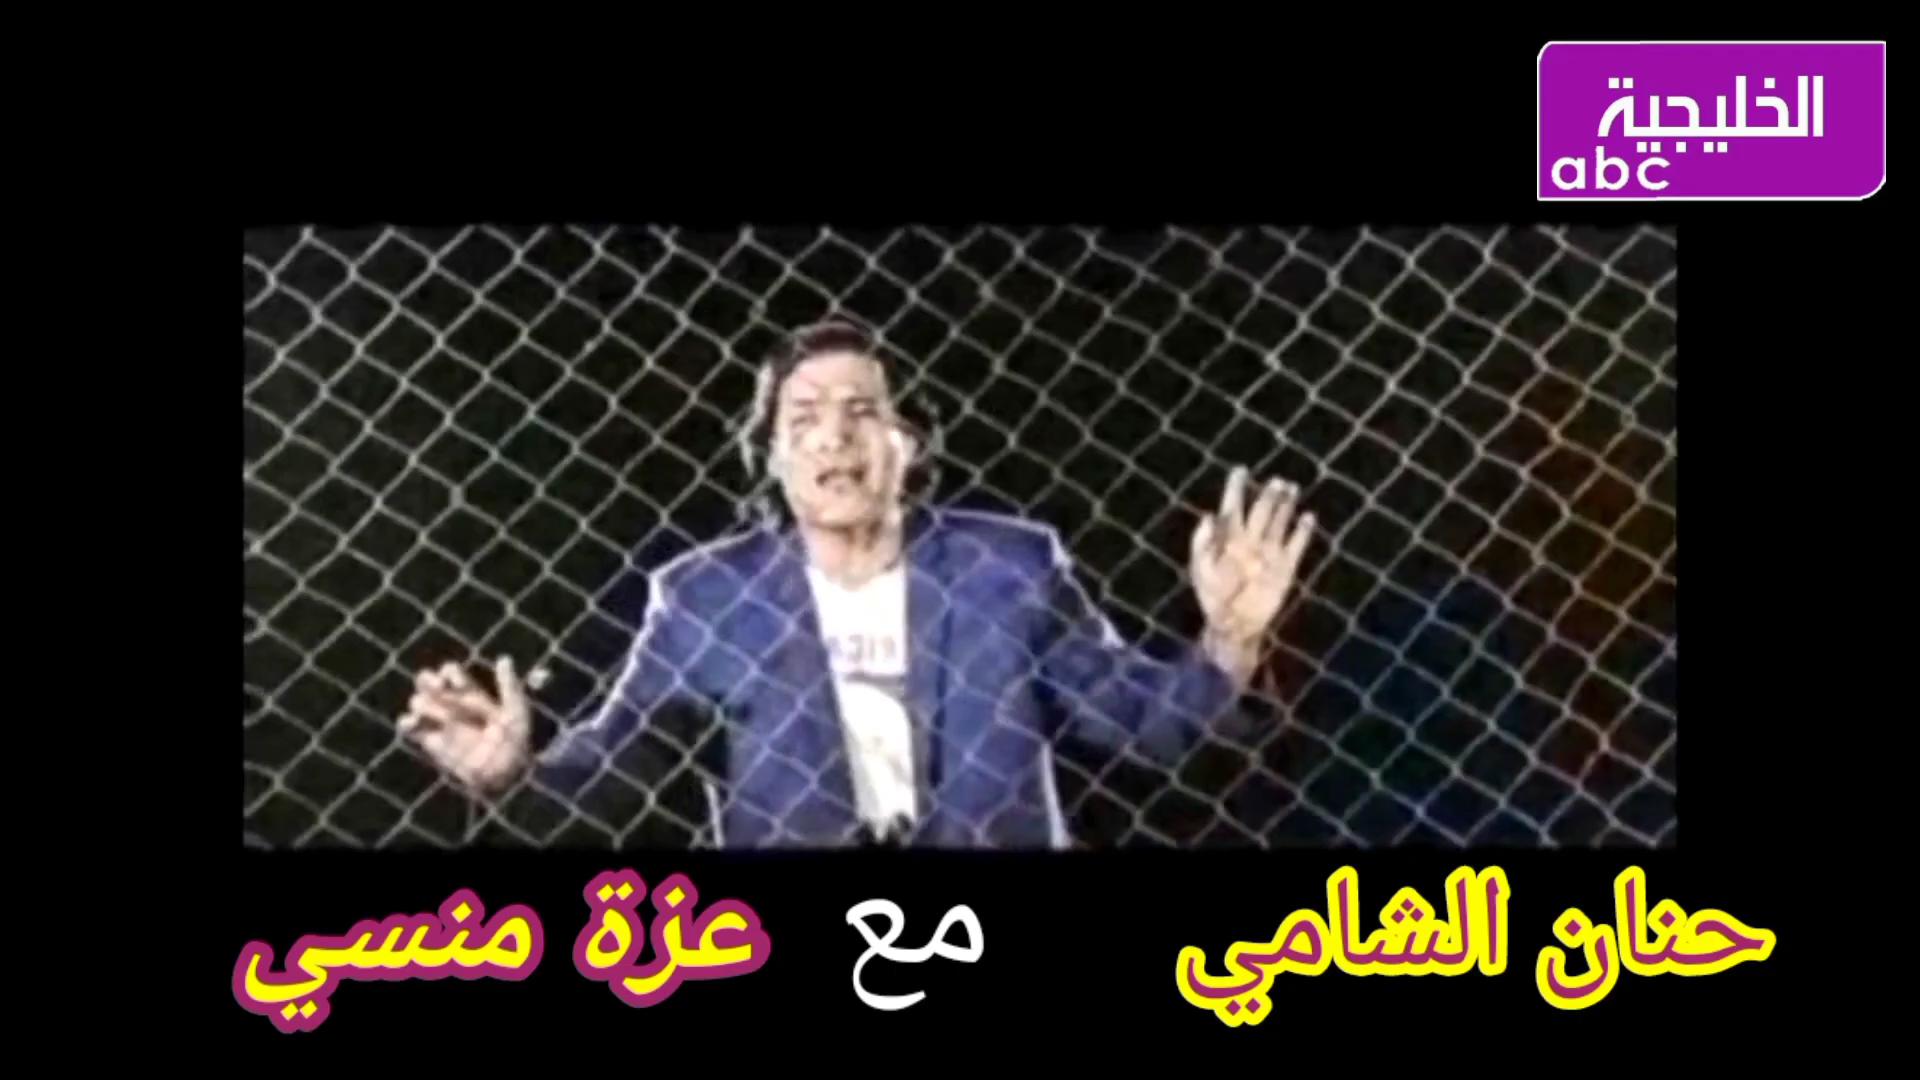 الخليجية
abc
حنان الشامي مع عزة منسي